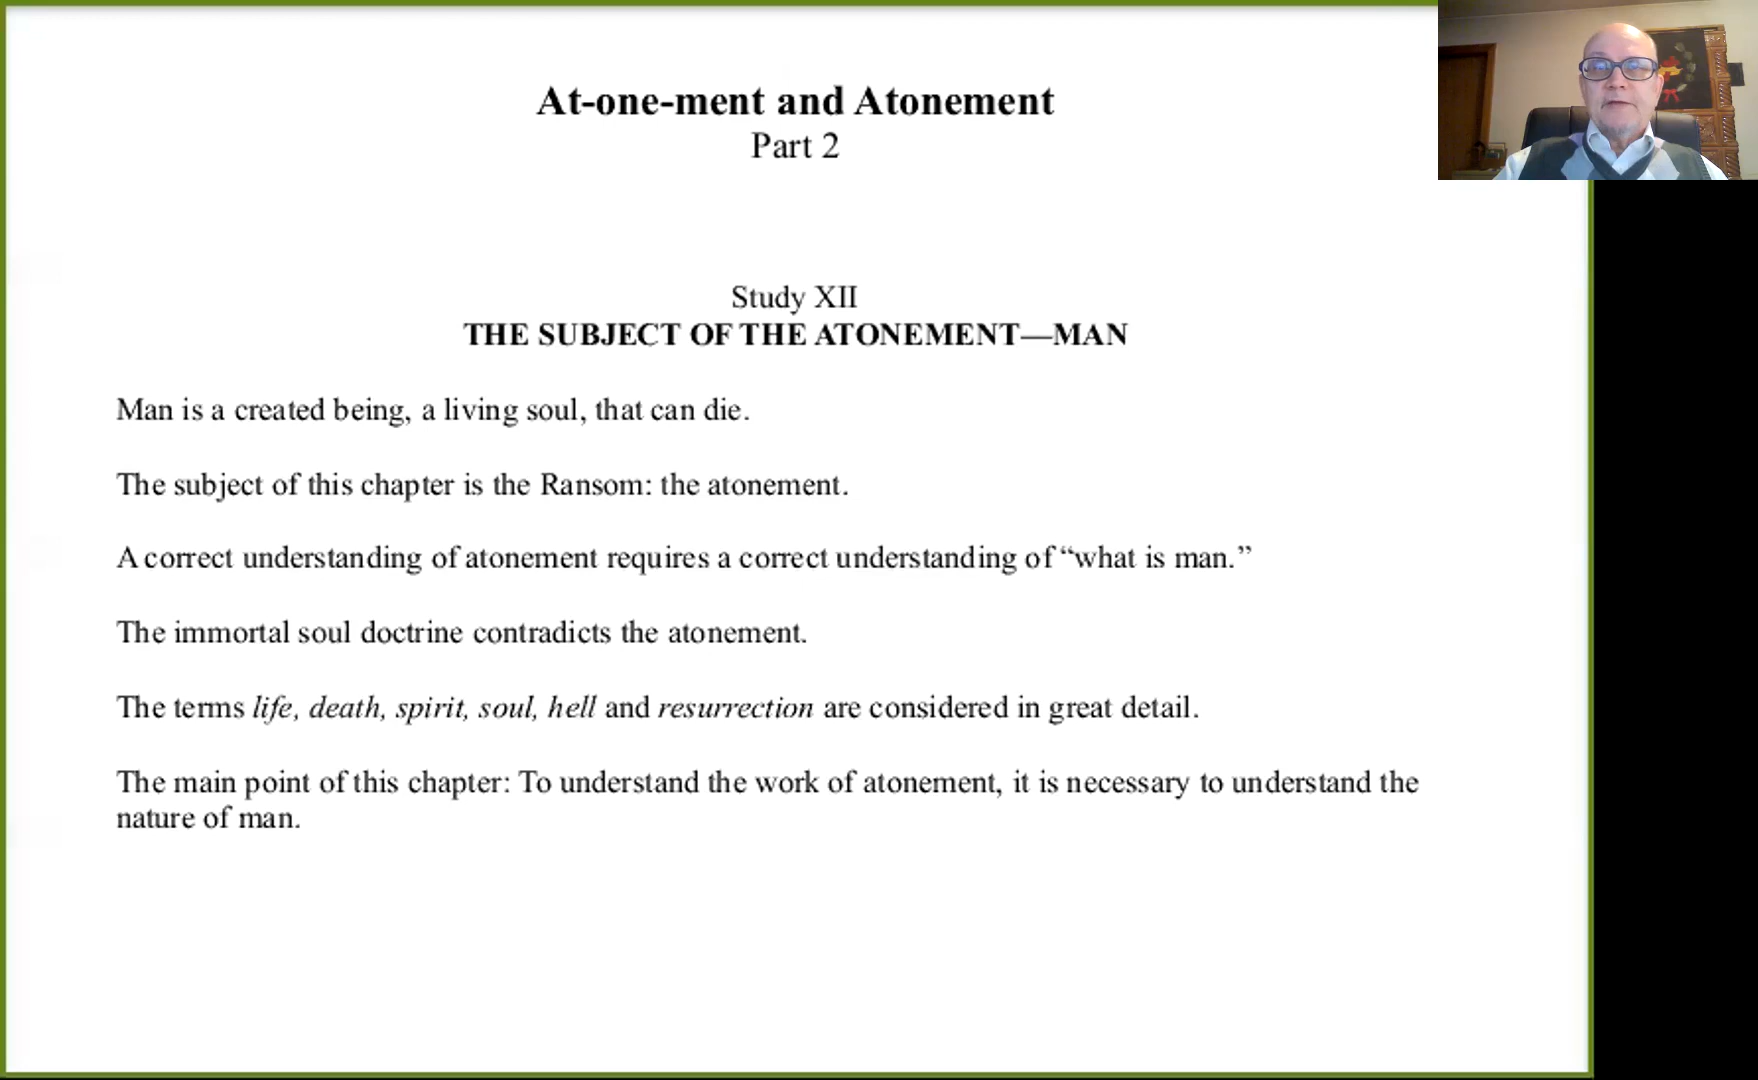 At-one-ment and Atonement
Part 2
Study XII
THE SUBJECT OF THE ATONEMENT—MAN
Man is a created being, a living soul, that can die.
The subject of this chapter is the Ransom: the atonement.
A correct understanding of atonement requires a correct understanding of “what is man.”
The immortal soul doctrine contradicts the atonement.
The terms life, death, spirit, soul, hell and resurrection are considered in great detail.
The main point of this chapter: To understand the work of atonement, it is necessary to understand the
nature of man.